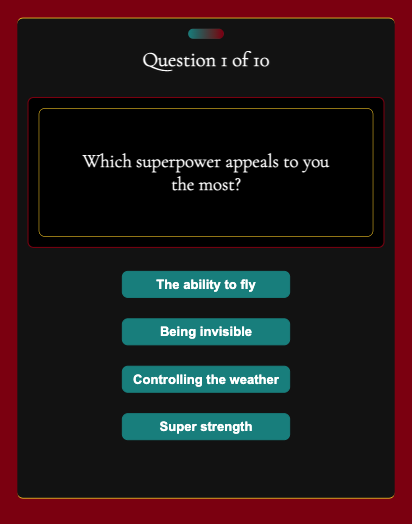 Question 1 of 10
Which superpower appeals to you
the most?
The ability to fly
Being invisible
Controlling the weather
Super strength